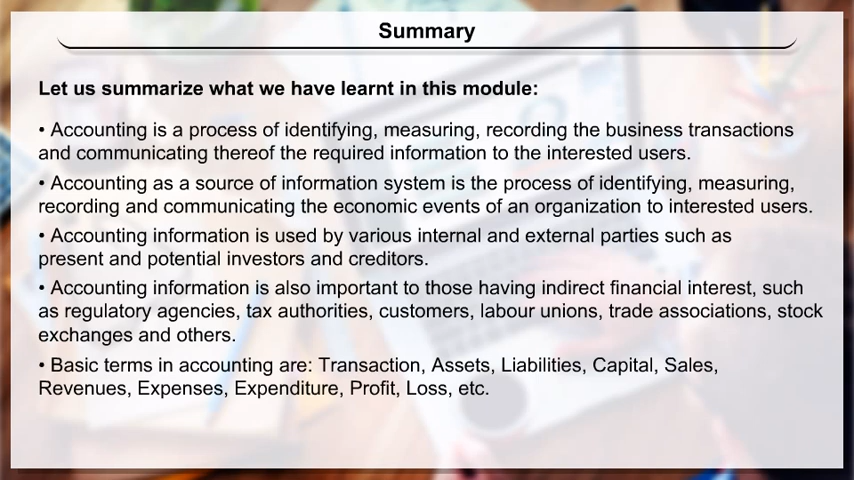 Summary
Let us summarize what we have learnt in this module:
• Accounting is a process of identifying, measuring, recording the business transactions
and communicating thereof the required information to the interested users.
• Accounting as a source of information system is the process of identifying, measuring,
recording and communicating the economic events of an organization to interested users.
• Accounting information is used by various internal and external parties such as
present and potential investors and creditors.
• Accounting information is also important to those having indirect financial interest, such
as regulatory agencies, tax authorities, customers, labour unions, trade associations, stock
exchanges and others.
• Basic terms in accounting are: Transaction, Assets, Liabilities, Capital, Sales,
Revenues, Expenses, Expenditure, Profit, Loss, etc.